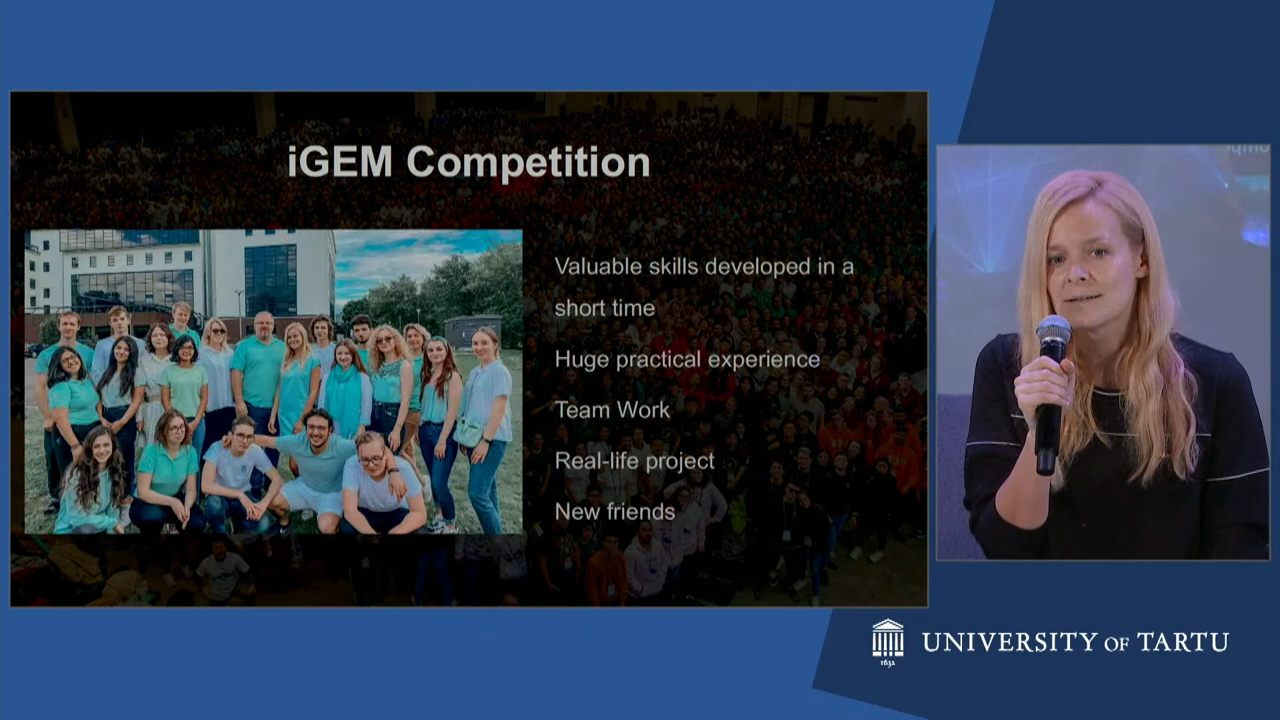 iGEM Competition
Valuable skills developed in a
short time
Huge practical experience
Team Work
Real-life project
New friends
UNIVERSITY OF TARTU
1632